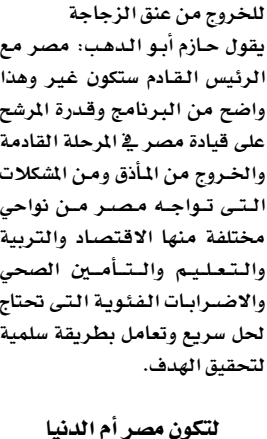 للخروج من عنق الزجاجة
يقول حازم أبو الدهب: مصر مع
الرئيس القادم ستكون غير وهذا
واضح من البرنامج وقدرة المرشح
على قيادة مصر في المرحلة القادمة
والخروج من المأذق ومن المشكلات
التى تواجه مصر من نواحي
مختلفة منها الاقتصاد والتربية
والتعليم والتأمين الصحي
والاضرابات الفئوية التى تحتاج
لحل سريع وتعامل بطريقة سلمية
لتحقيق الهدف.
لتكون مصر أم الدنيا